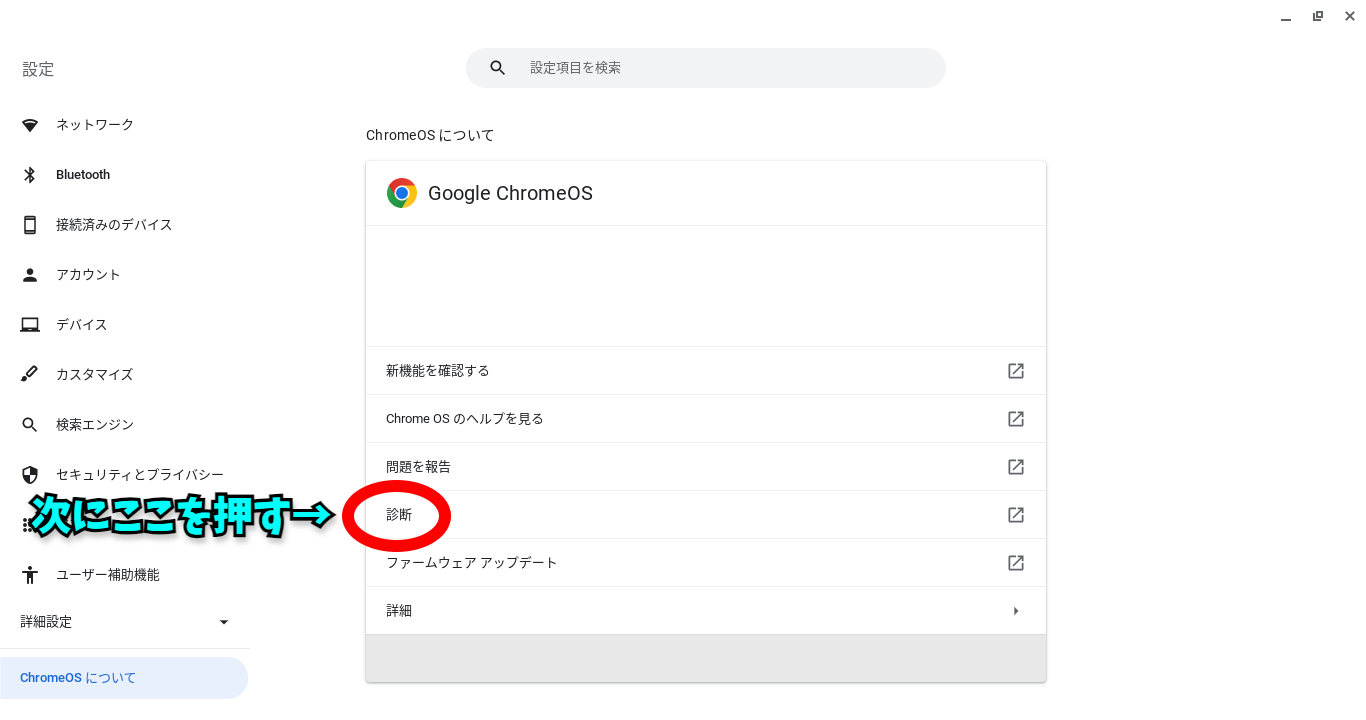 設定
設定項目を検索
ネットワーク
Bluetooth
接続済みのデバイス
アカウント
デバイス
カスタマイズ
検索エンジン
セキュリティとプライバシー
次にここを押す→
ユーザー補助機能
詳細設定
ChromeOS について
ChromeOS について
Google ChromeOS
新機能を確認する
Chrome OS のヘルプを見る
問題を報告
診断
ファームウェア アップデート
詳細